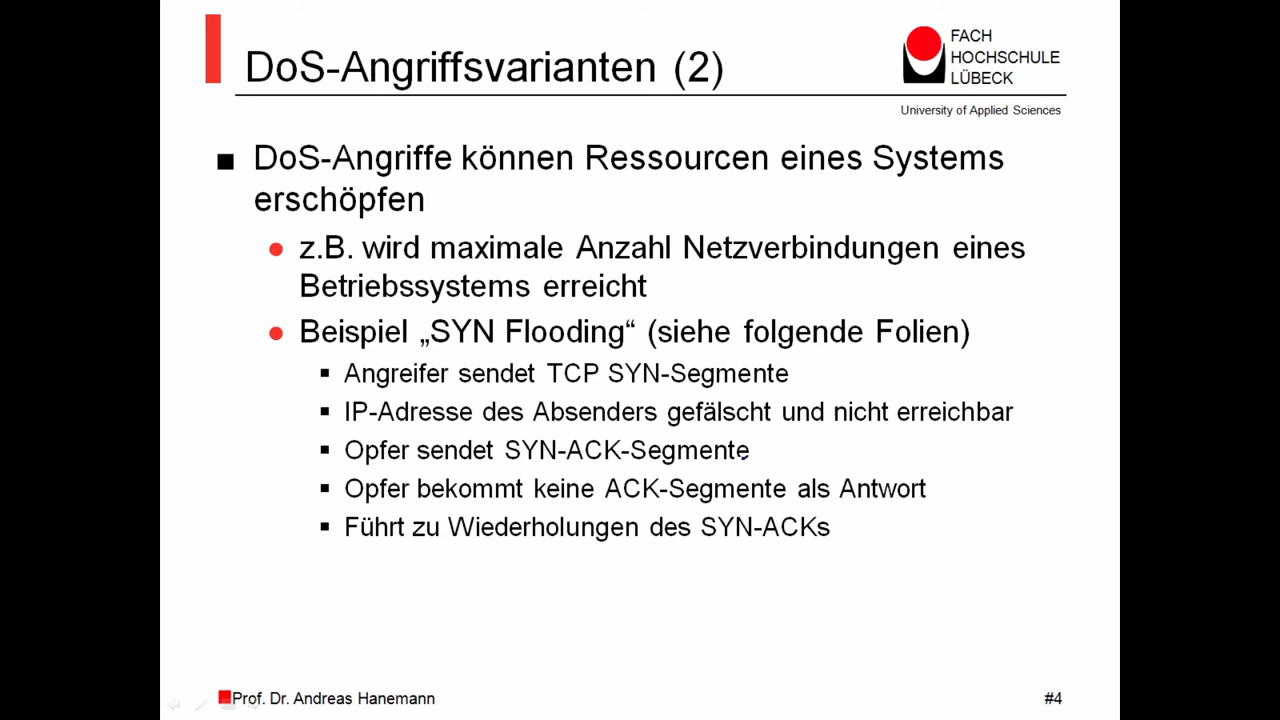 DoS-Angriffsvarianten (2)
FACH
HOCHSCHULE
LÜBECK
University of Applied Sciences
DoS-Angriffe können Ressourcen eines Systems
erschöpfen
z.B. wird maximale Anzahl Netzverbindungen eines
Betriebssystems erreicht
Beispiel „SYN Flooding“ (siehe folgende Folien)
Angreifer sendet TCP SYN-Segmente
IP-Adresse des Absenders gefälscht und nicht erreichbar
Opfer sendet SYN-ACK-Segmente
Opfer bekommt keine ACK-Segmente als Antwort
Führt zu Wiederholungen des SYN-ACKs
Prof. Dr. Andreas Hanemann
#4